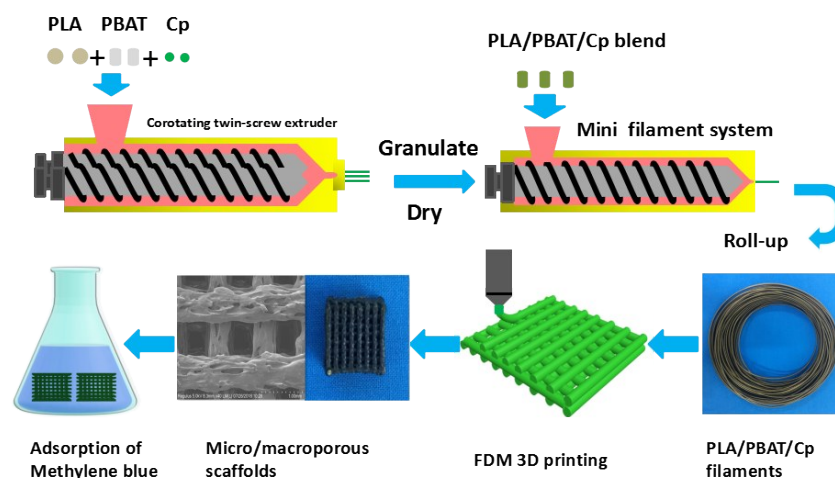 PLA PBAT Cp
+ +
Corotating twin-screw extruder
Granulate
Dry
PLA/PBAT/Cp blend
Mini filament system
Roll-up
Adsorption of
Methylene blue
Micro/macroporous
scaffolds
FDM 3D printing
PLA/PBAT/Cp
filaments